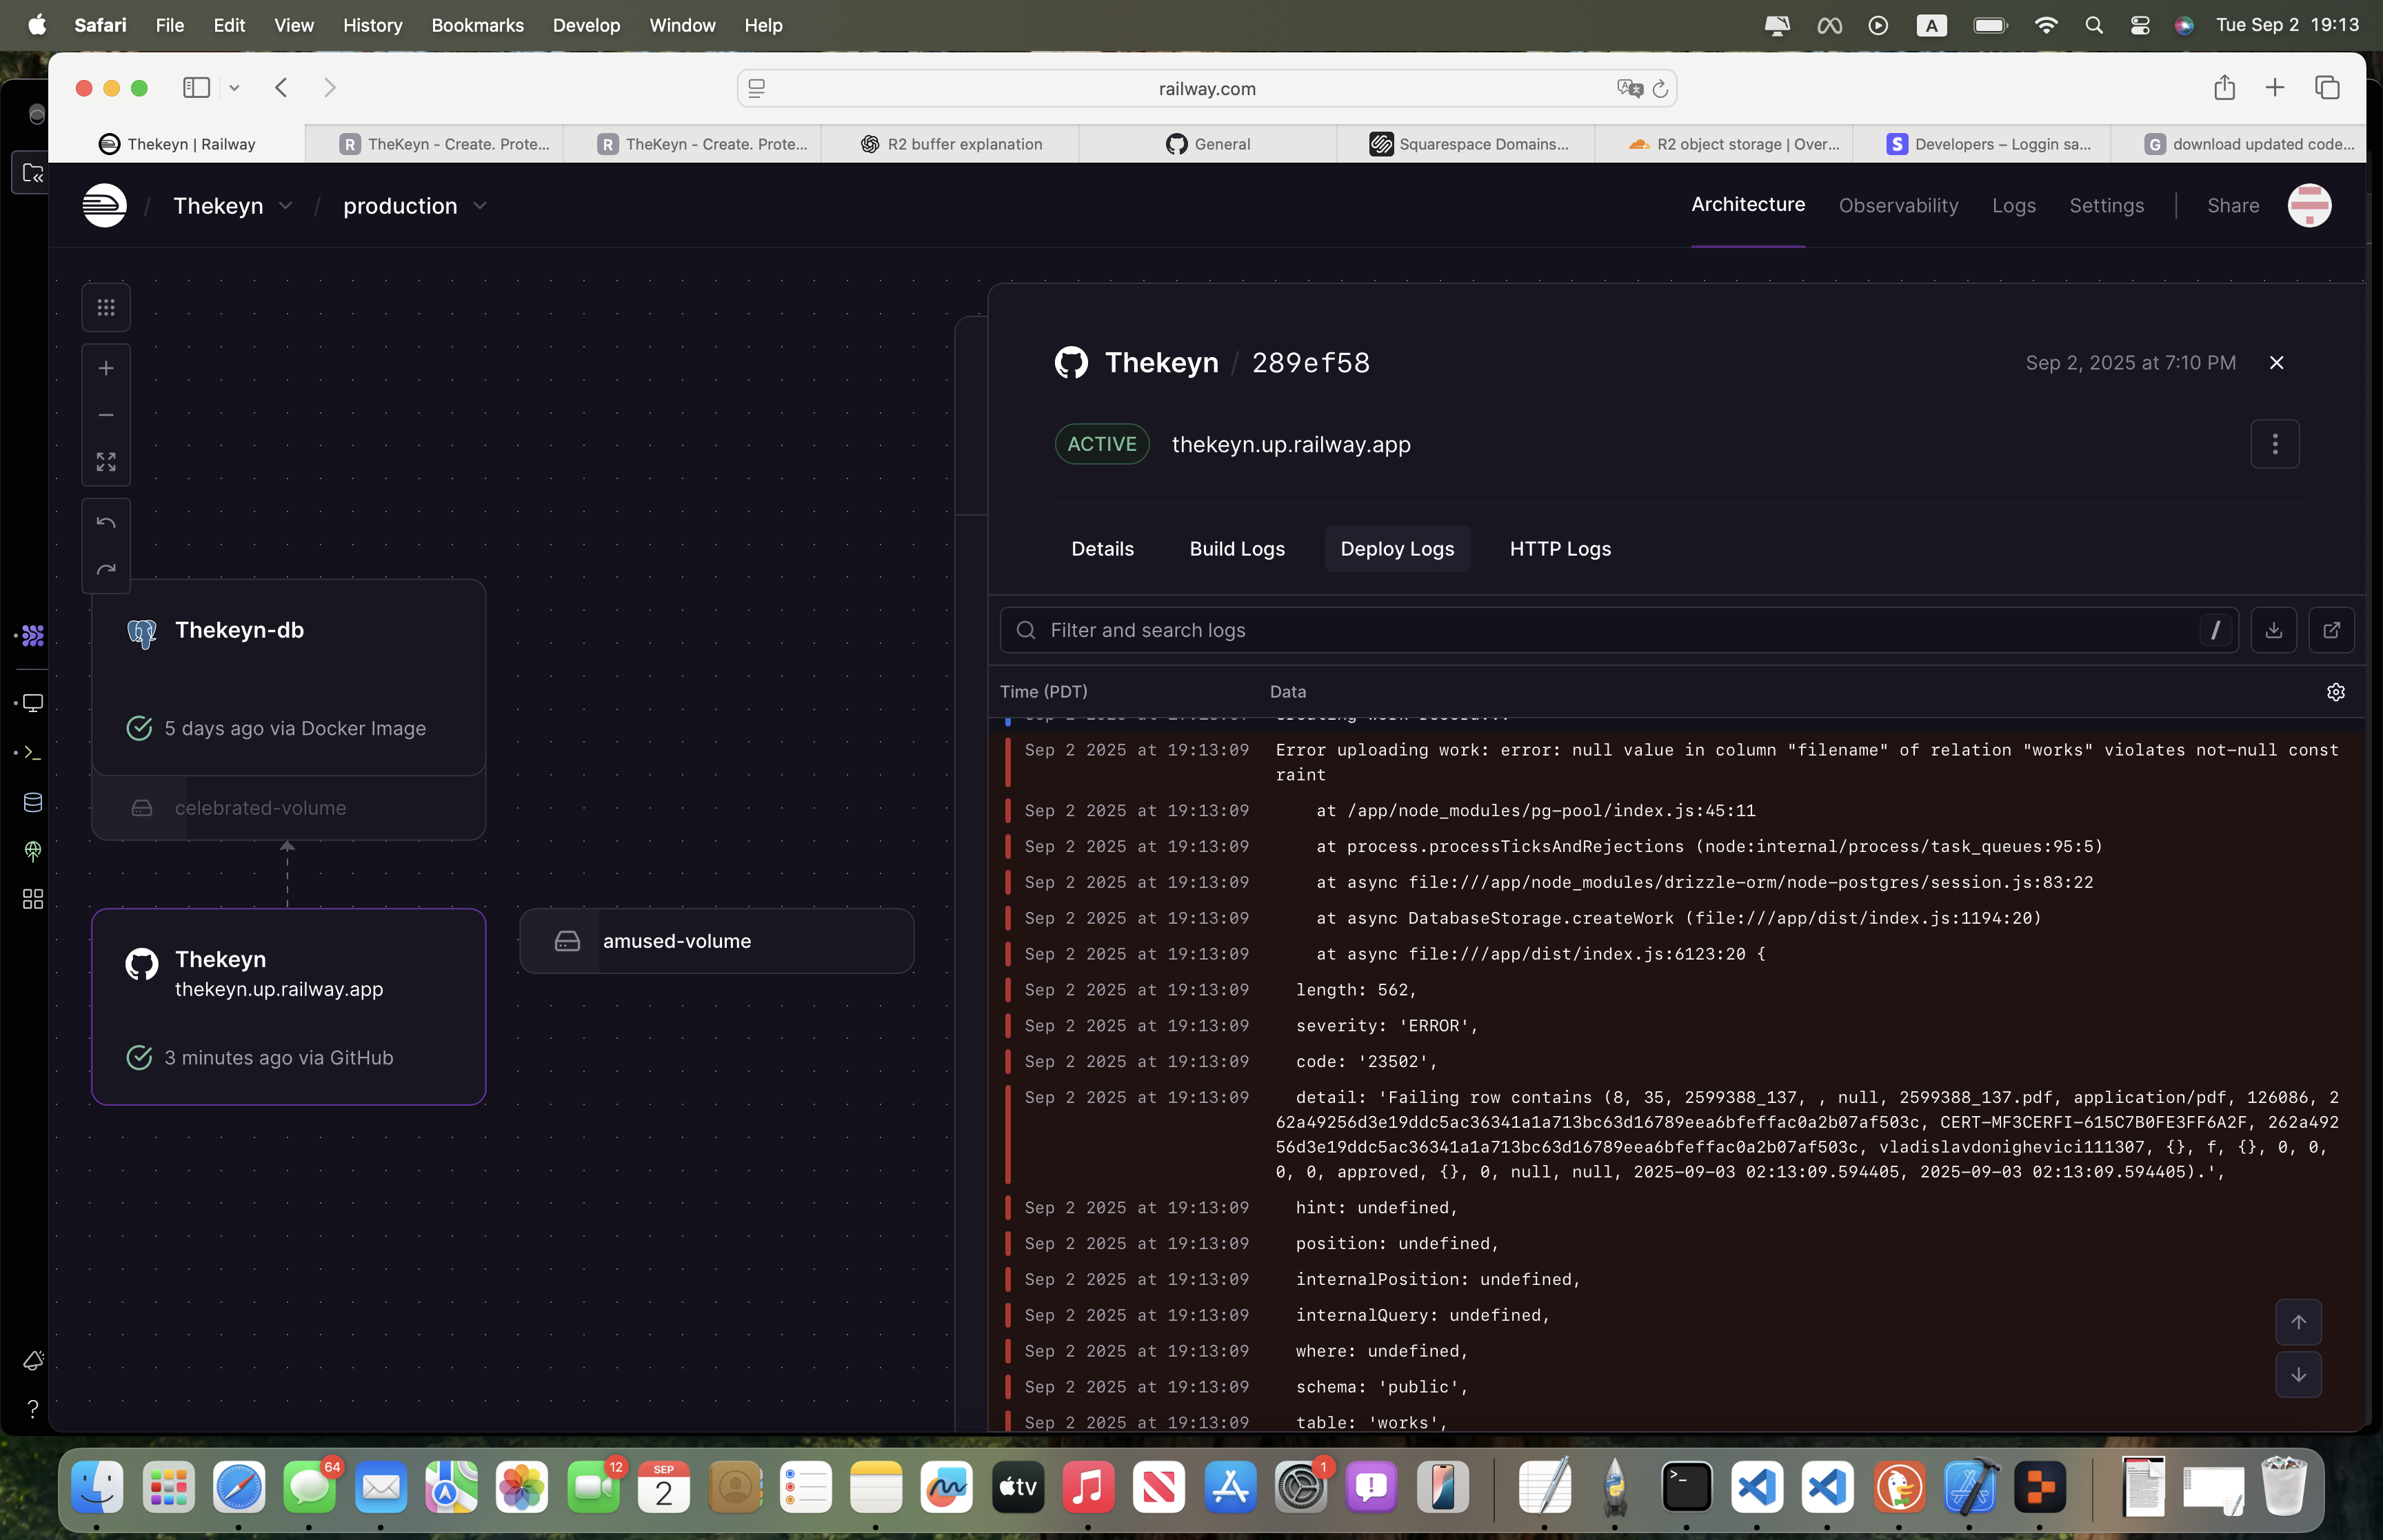 Safari File Edit View History Bookmarks Develop Window Help
A
Tue Sep 2 19:13
railway.com
Thekeyn | Railway
R TheKeyn - Create. Prote...
R TheKeyn - Create. Prote...
R2 buffer explanation
General
Squarespace Domains...
R2 object storage | Over...
S Developers – Loggin sa...
G download updated code...
/ Thekeyn / production
Architecture Observability Logs Settings Share
Thekeyn / 289ef58
Sep 2, 2025 at 7:10 PM
ACTIVE thekeyn.up.railway.app
Details Build Logs Deploy Logs HTTP Logs
Filter and search logs /
Time (PDT) Data
Thekeyn-db
5 days ago via Docker Image
celebrated-volume
Thekeyn
thekeyn.up.railway.app
3 minutes ago via GitHub
amused-volume
Sep 2 2025 at 19:13:09 Error uploading work: error: null value in column "filename" of relation "works" violates not-null const
raint
Sep 2 2025 at 19:13:09 at /app/node_modules/pg-pool/index.js:45:11
Sep 2 2025 at 19:13:09 at process.processTicksAndRejections (node:internal/process/task_queues:95:5)
Sep 2 2025 at 19:13:09 at async file:///app/node_modules/drizzle-orm/node-postgres/session.js:83:22
Sep 2 2025 at 19:13:09 at async DatabaseStorage.createWork (file:///app/dist/index.js:1194:20)
Sep 2 2025 at 19:13:09 at async file:///app/dist/index.js:6123:20 {
Sep 2 2025 at 19:13:09 length: 562,
Sep 2 2025 at 19:13:09 severity: 'ERROR',
Sep 2 2025 at 19:13:09 code: '23502',
Sep 2 2025 at 19:13:09 detail: 'Failing row contains (8, 35, 2599388_137, , null, 2599388_137.pdf, application/pdf, 126086, 2
62a49256d3e19ddc5ac36341a1a713bc63d16789eea6bfeffac0a2b07af503c, CERT-MF3CERFI-615C7B0FE3FF6A2F, 262a492
56d3e19ddc5ac36341a1a713bc63d16789eea6bfeffac0a2b07af503c, vladislavdonighevici111307, {}, f, {}, 0, 0,
0, 0, approved, {}, 0, null, null, 2025-09-03 02:13:09.594405, 2025-09-03 02:13:09.594405).',
Sep 2 2025 at 19:13:09 hint: undefined,
Sep 2 2025 at 19:13:09 position: undefined,
Sep 2 2025 at 19:13:09 internalPosition: undefined,
Sep 2 2025 at 19:13:09 internalQuery: undefined,
Sep 2 2025 at 19:13:09 where: undefined,
Sep 2 2025 at 19:13:09 schema: 'public',
Sep 2 2025 at 19:13:09 table: 'works',
64
12
SEP
2
tv
1